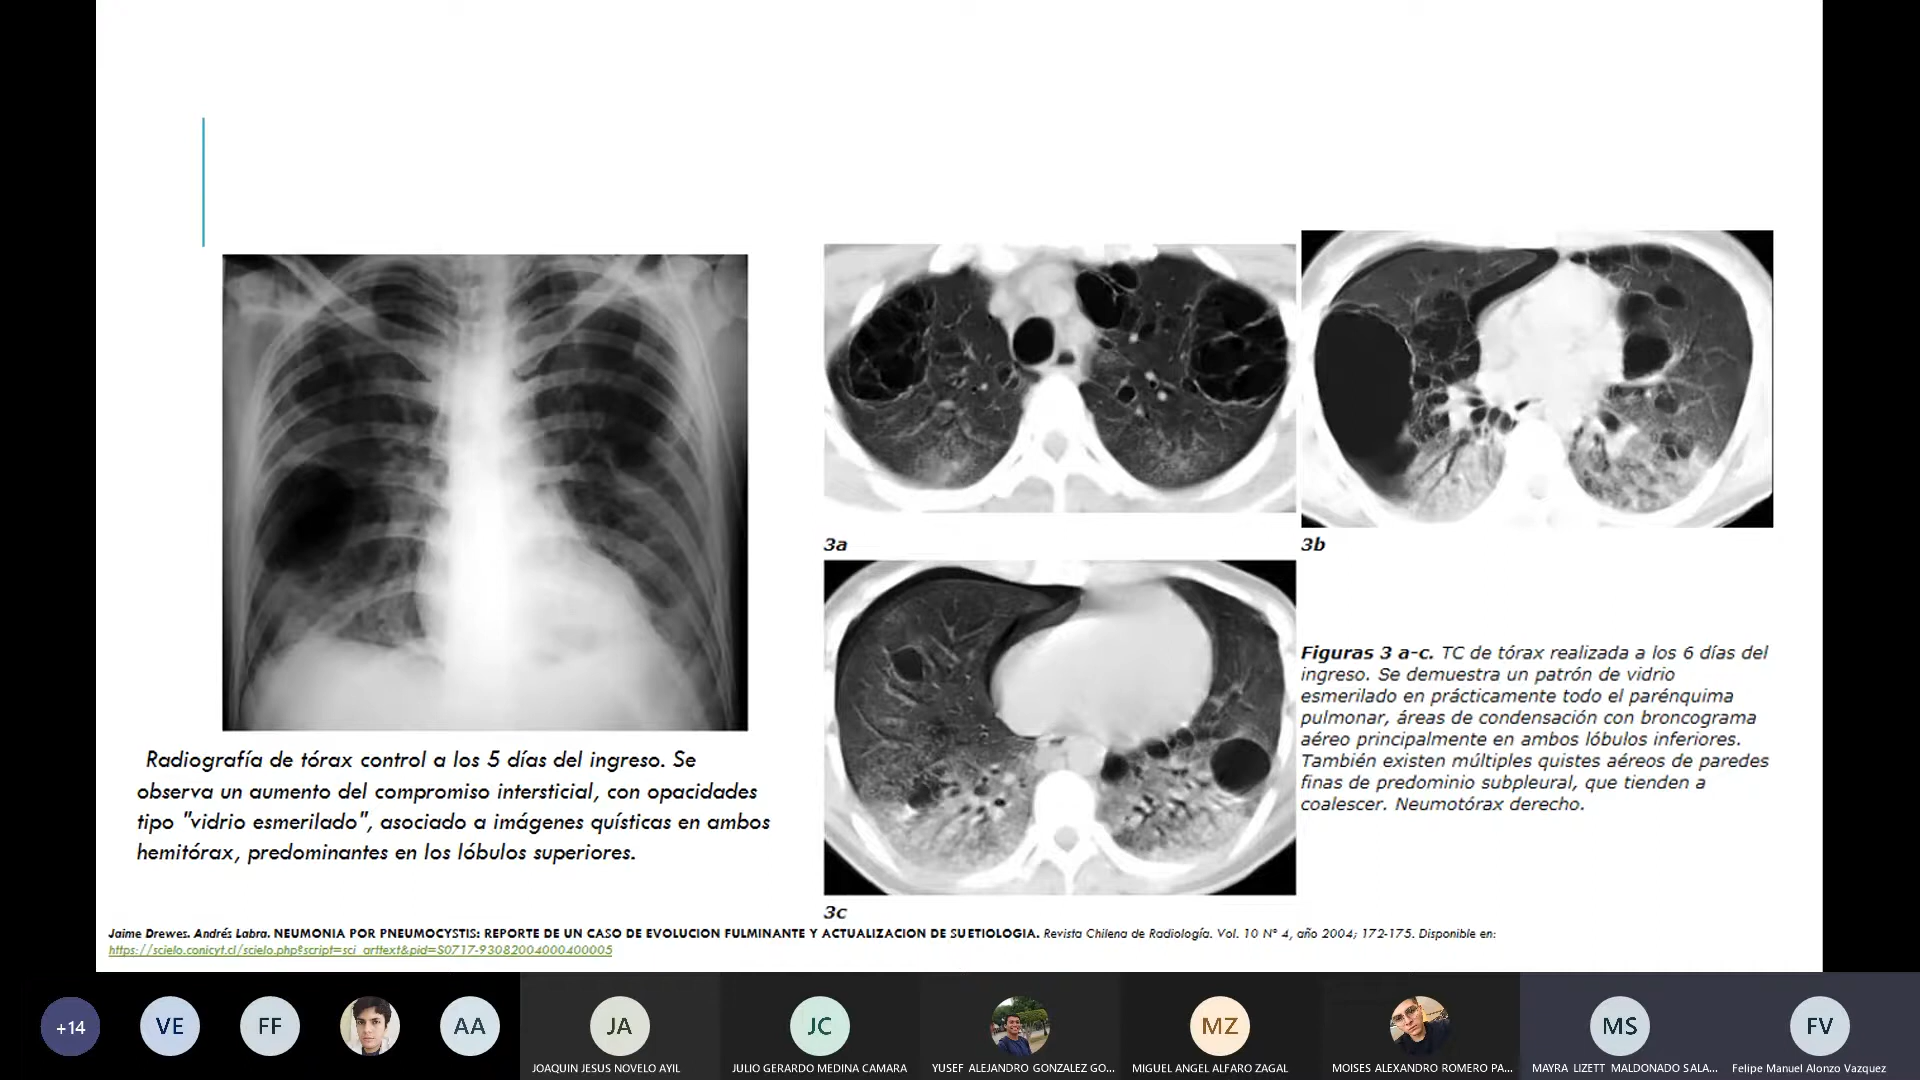 3a
3b
Radiografía de tórax control a los 5 días del ingreso. Se
observa un aumento del compromiso intersticial, con opacidades
tipo "vidrio esmerilado", asociado a imágenes quísticas en ambos
hemitórax, predominantes en los lóbulos superiores.
3c
Figuras 3 a-c. TC de tórax realizada a los 6 días del
ingreso. Se demuestra un patrón de vidrio
esmerilado en prácticamente todo el parénquima
pulmonar, áreas de condensación con broncograma
aéreo principalmente en ambos lóbulos inferiores.
También existen múltiples quistes aéreos de paredes
finas de predominio subpleural, que tienden a
coalescer. Neumotórax derecho.
Jaime Drewes. Andrés Labra. NEUMONIA POR PNEUMOCYSTIS: REPORTE DE UN CASO DE EVOLUCION FULMINANTE Y ACTUALIZACION DE SU ETIOLOGIA. Revista Chilena de Radiología. Vol. 10 Nº 4, año 2004; 172-175. Disponible en:
https://scielo.conicyt.cl/scielo.php?script=sci_arttext&pid=S0717-93082004000400005
+14
VE
FF
AA
JA
JC
MZ
MS
FV
JOAQUIN JESUS NOVELO AYIL
JULIO GERARDO MEDINA CAMARA
YUSEF ALEJANDRO GONZALEZ GO...
MIGUEL ANGEL ALFARO ZAGAL
MOISES ALEXANDRO ROMERO PA...
MAYRA LIZETT MALDONADO SALA...
Felipe Manuel Alonzo Vazquez